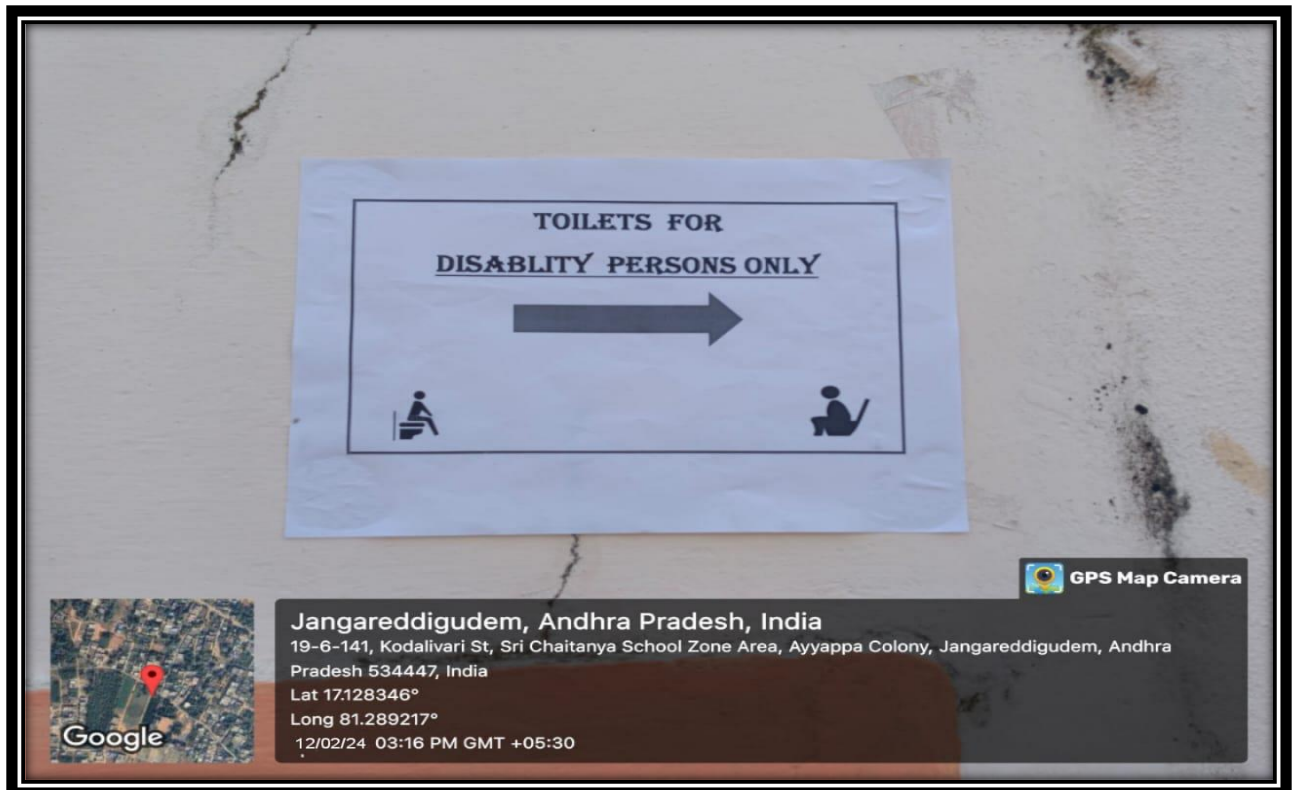 TOILETS FOR
DISABLITY PERSONS ONLY
GPS Map Camera
Jangareddigudem, Andhra Pradesh, India
19-6-141, Kodalivari St, Sri Chaitanya School Zone Area, Ayyappa Colony, Jangareddigudem, Andhra
Pradesh 534447, India
Lat 17.128346°
Long 81.289217°
12/02/24 03:16 PM GMT +05:30
Google